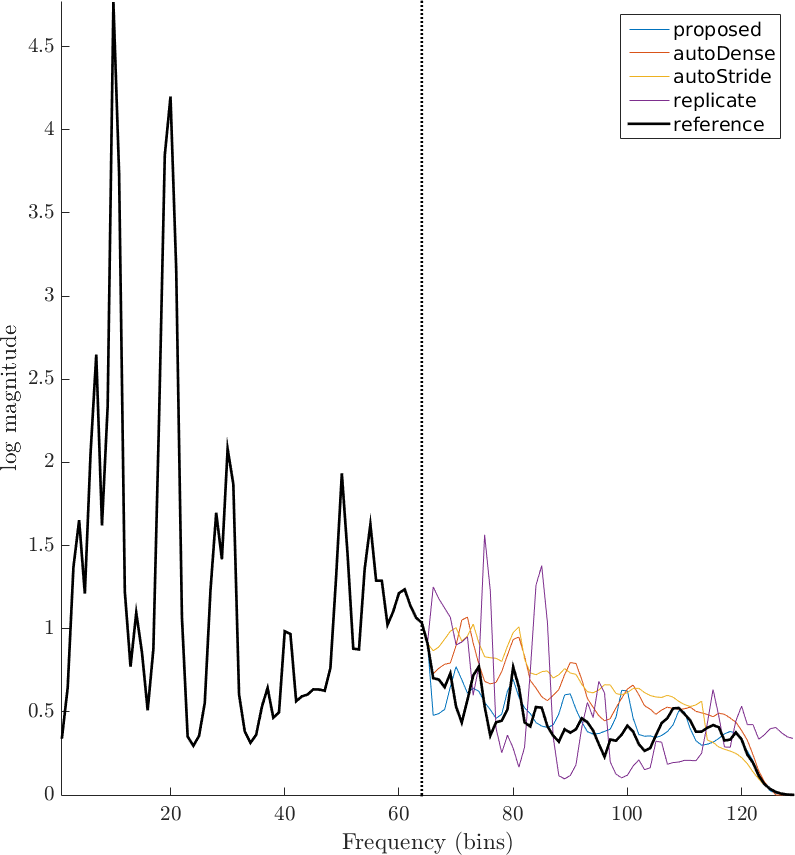 proposed
autoDense
autoStride
replicate
reference
4.5
4
3.5
3
2.5
2
1.5
1
0.5
0
log magnitude
20 40 60 80 100 120
Frequency (bins)